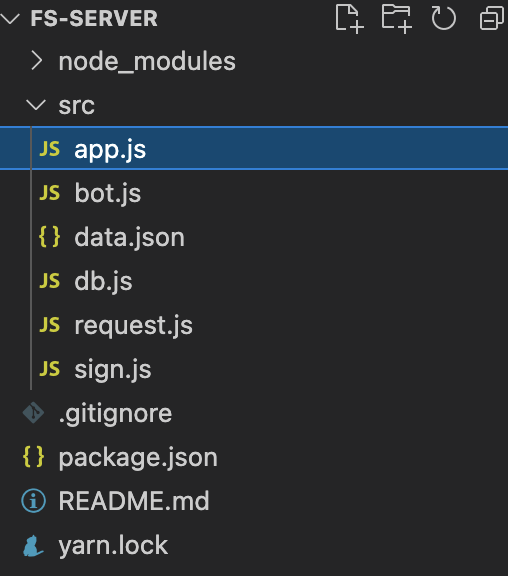 FS-SERVER
node_modules
src
JS app.js
JS bot.js
{} data.json
JS db.js
JS request.js
JS sign.js
.gitignore
{} package.json
README.md
yarn.lock